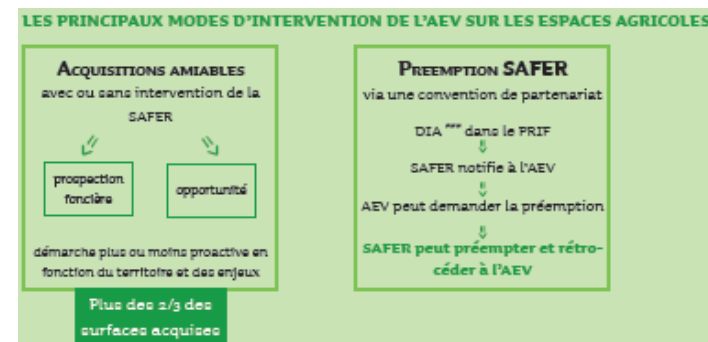 LES PRINCIPAUX MODES D'INTERVENTION DE L'AEV SUR LES ESPACES AGRICOLES
ACQUISITIONS AMIABLES
avec ou sans intervention de la
SAFER
prospection
foncière
opportunité
démarche plus ou moins proactive en
fonction du territoire et des enjeux
Plus des 2/3 des
surfaces acquises
PREEMPTION SAFER
via une convention de partenariat
DIA *** dans le PRIF
SAFER notifie à l'AEV
AEV peut demander la préemption
SAFER peut préempter et rétro-
céder à l'AEV